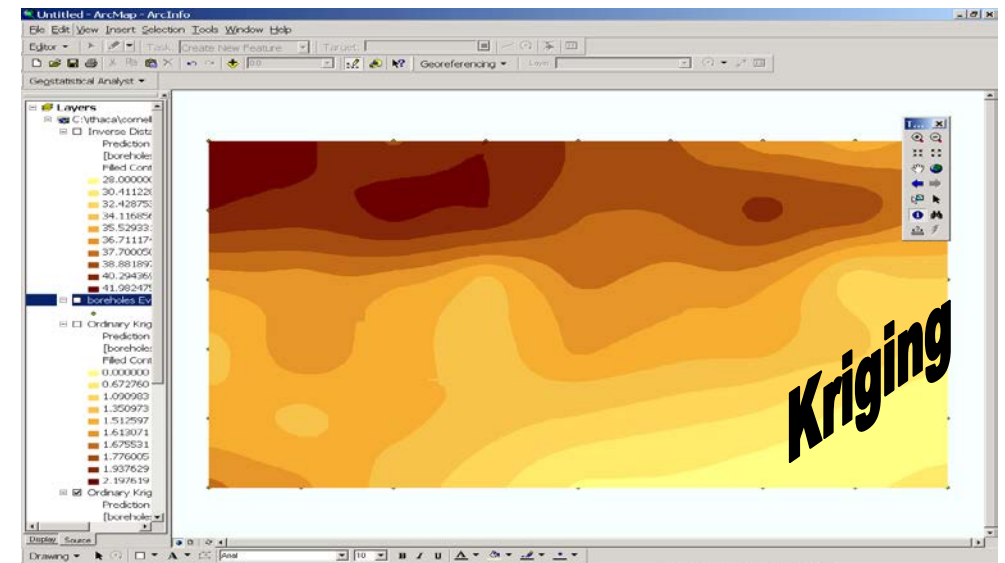 Untitled - ArcMap - ArcInfo
File Edit View Insert Selection Tools Window Help
Editor Task: Create New Feature Target:
Georeferencing Layer:
Geostatistical Analyst
Layers
C:\ithaca\cornel
Inverse Dista
Prediction
[boreholes
Filled Cont
28.00000
30.41122
32.42875
34.11685
35.52933
36.71117
37.70005
38.88189
40.29436
41.98247
boreholes Ev
Ordinary Krig
Prediction
[boreholes
Filled Cont
0.000000
0.672760
1.090983
1.350973
1.512597
1.613071
1.675531
1.776005
1.937629
2.197619
Ordinary Krig
Prediction
[boreholes
T...
Kriging
Display Source
Drawing A Arial 10 B I U A